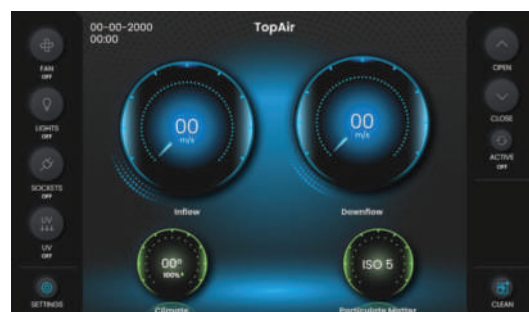 00-00-2000
00:00
TopAir
FAN
OFF
LIGHTS
OFF
SOCKETS
OFF
UV
UV
OFF
SETTINGS
00
m/s
Inflow
00
m/s
Downflow
00°
100%
Climate
ISO 5
Particulate Matter
OPEN
CLOSE
ACTIVE
OFF
CLEAN